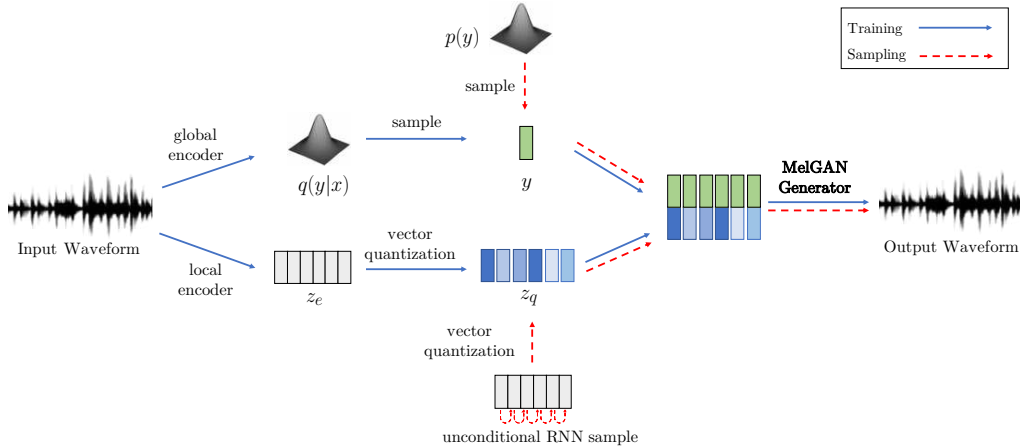 p(y)
Training
Sampling
sample
global
encoder
sample
q(y|x)
y
MelGAN
Generator
Input Waveform
Output Waveform
local
encoder
vector
quantization
z_e
z_q
vector
quantization
unconditional RNN sample